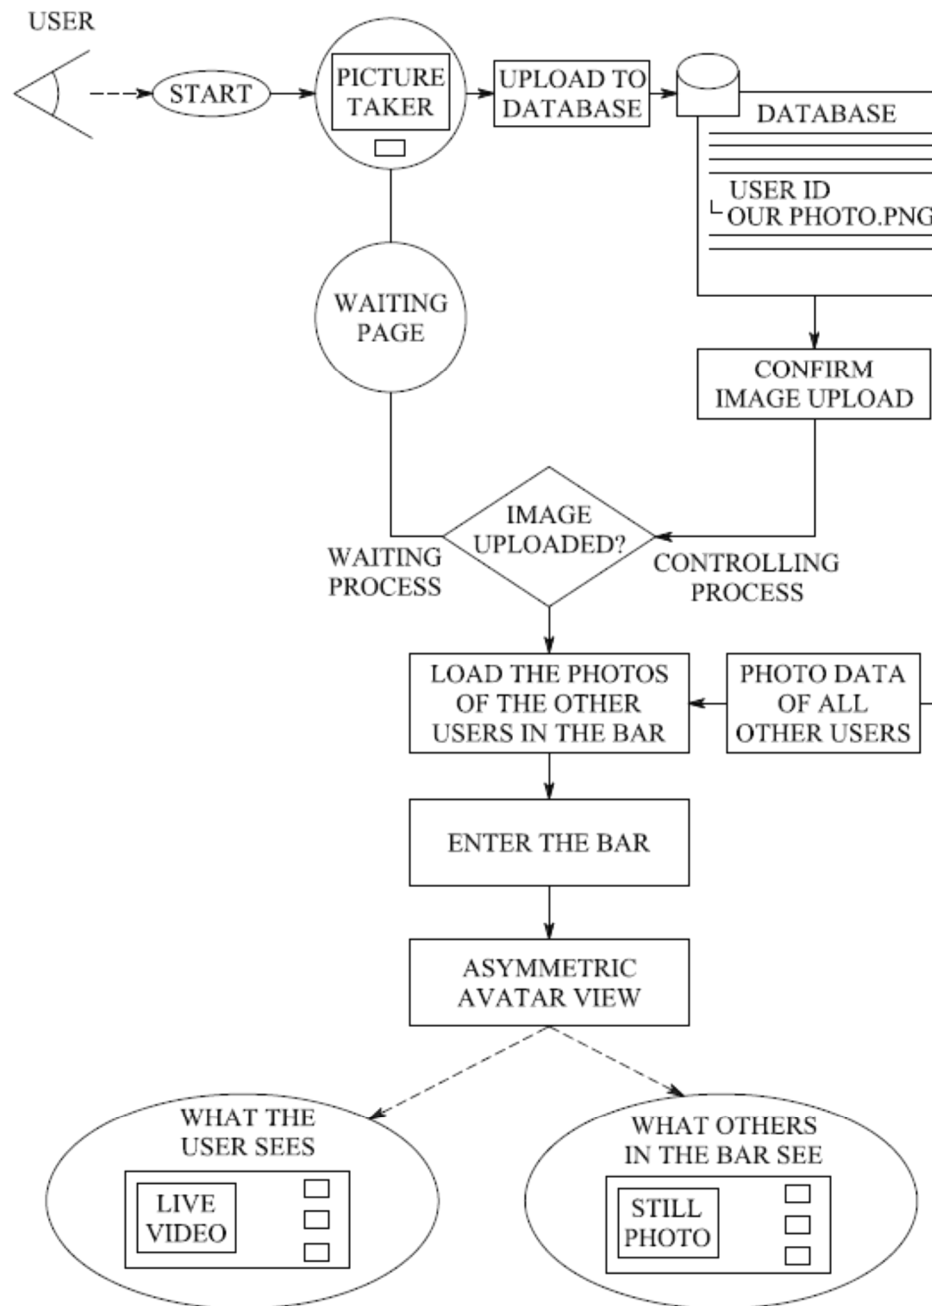 USER
START
PICTURE
TAKER
UPLOAD TO
DATABASE
DATABASE
USER ID
OUR PHOTO.PNG
WAITING
PAGE
CONFIRM
IMAGE UPLOAD
IMAGE
UPLOADED?
WAITING
PROCESS
CONTROLLING
PROCESS
LOAD THE PHOTOS
OF THE OTHER
USERS IN THE BAR
PHOTO DATA
OF ALL
OTHER USERS
ENTER THE BAR
ASYMMETRIC
AVATAR VIEW
WHAT THE
USER SEES
LIVE
VIDEO
WHAT OTHERS
IN THE BAR SEE
STILL
PHOTO